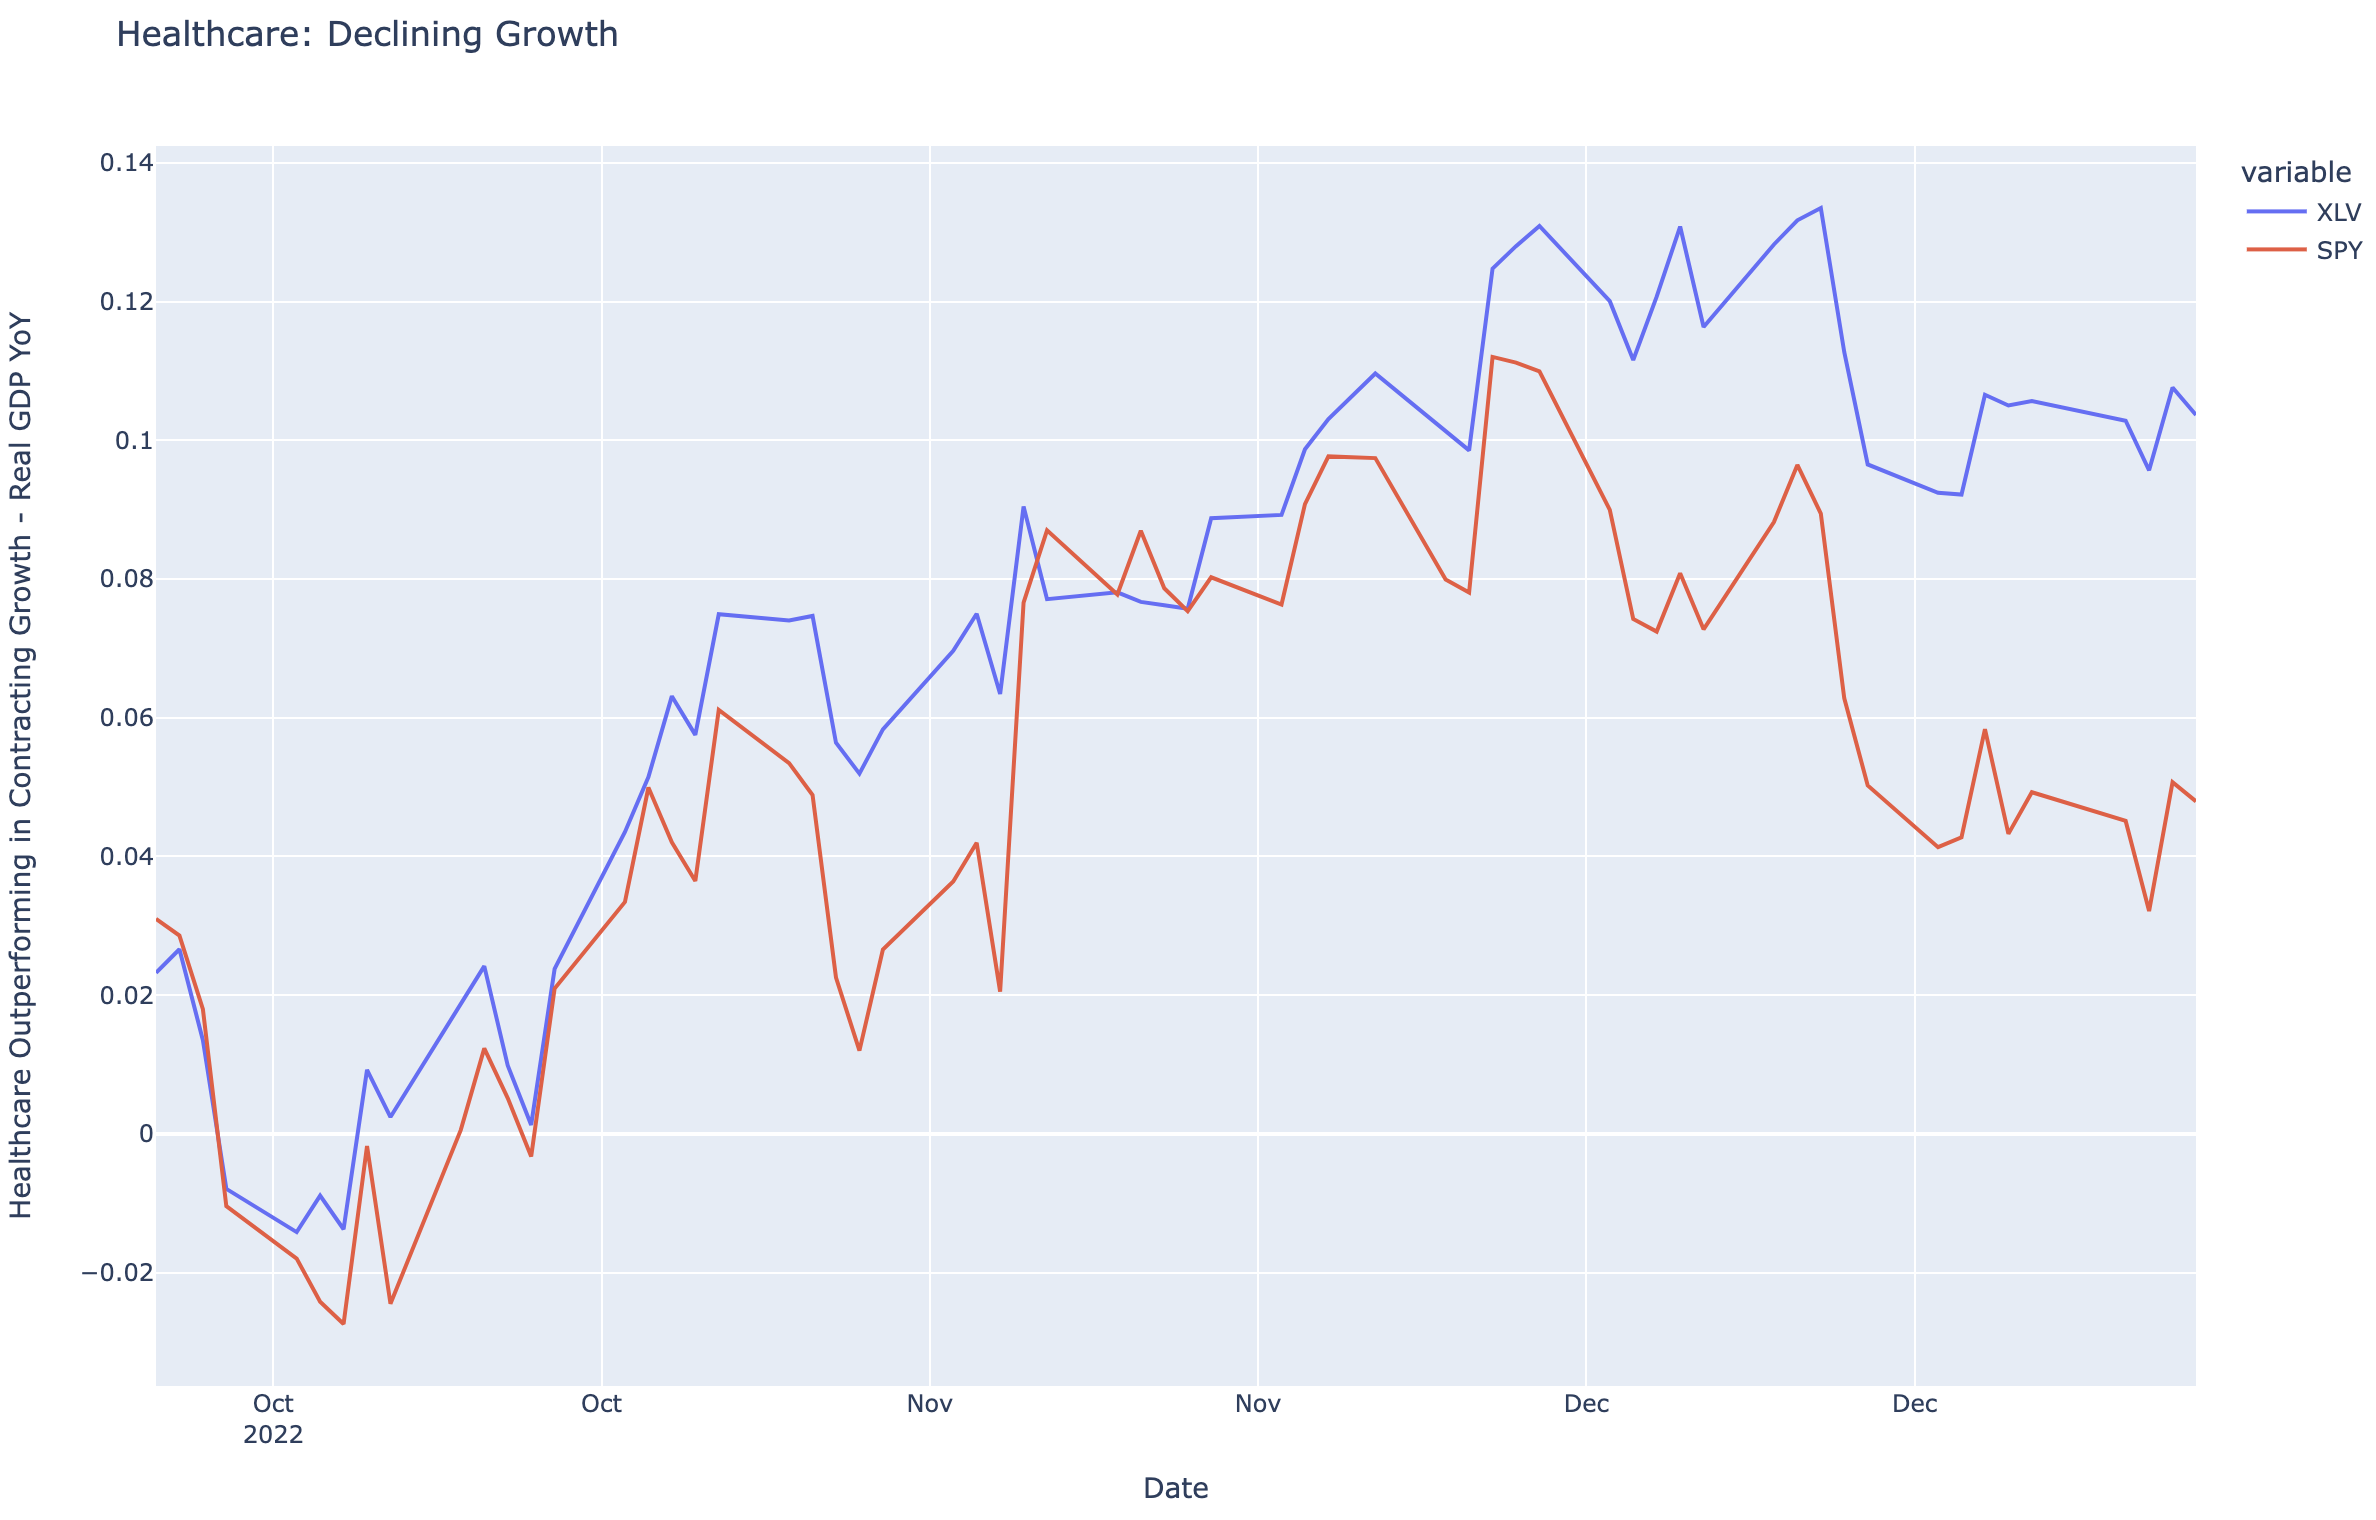 Healthcare: Declining Growth
variable
XLV
SPY
Healthcare Outperforming in Contracting Growth - Real GDP YoY
0.14
0.12
0.1
0.08
0.06
0.04
0.02
0
−0.02
Oct
2022
Oct
Nov
Nov
Dec
Dec
Date